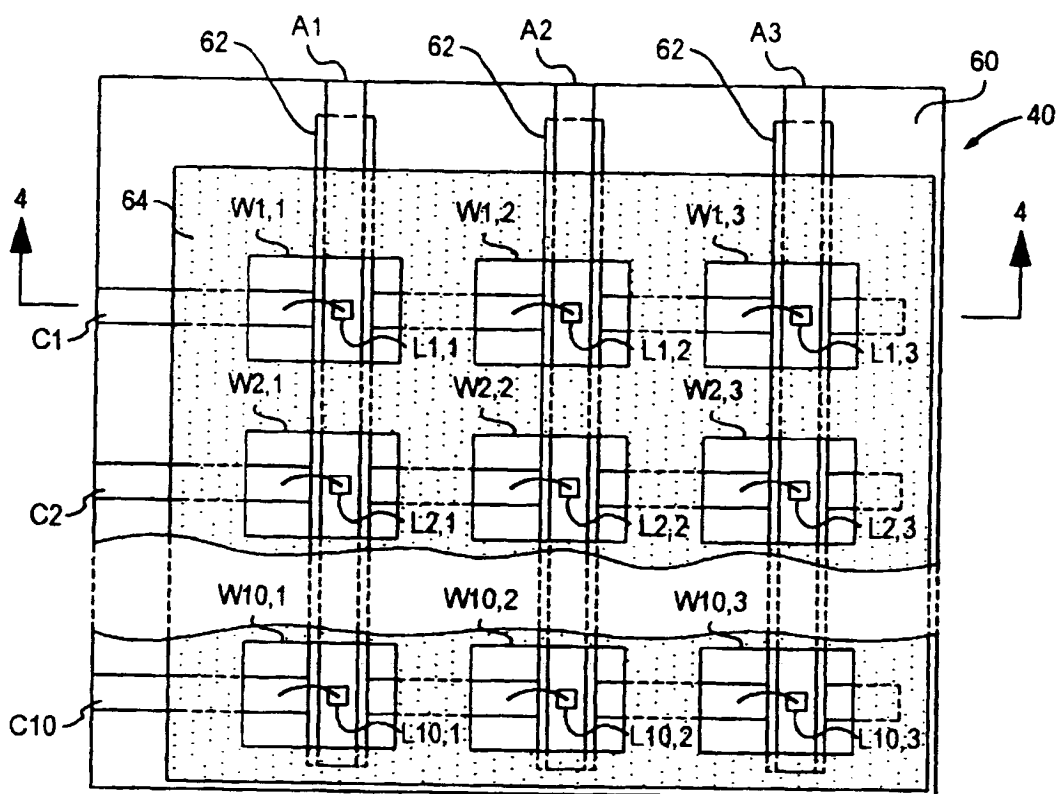 A1 A2 A3
62 62 62 60
40
4 64 W1,1 W1,2 W1,3 4
C1 L1,1 L1,2 L1,3
W2,1 W2,2 W2,3
C2 L2,1 L2,2 L2,3
W10,1 W10,2 W10,3
C10 L10,1 L10,2 L10,3